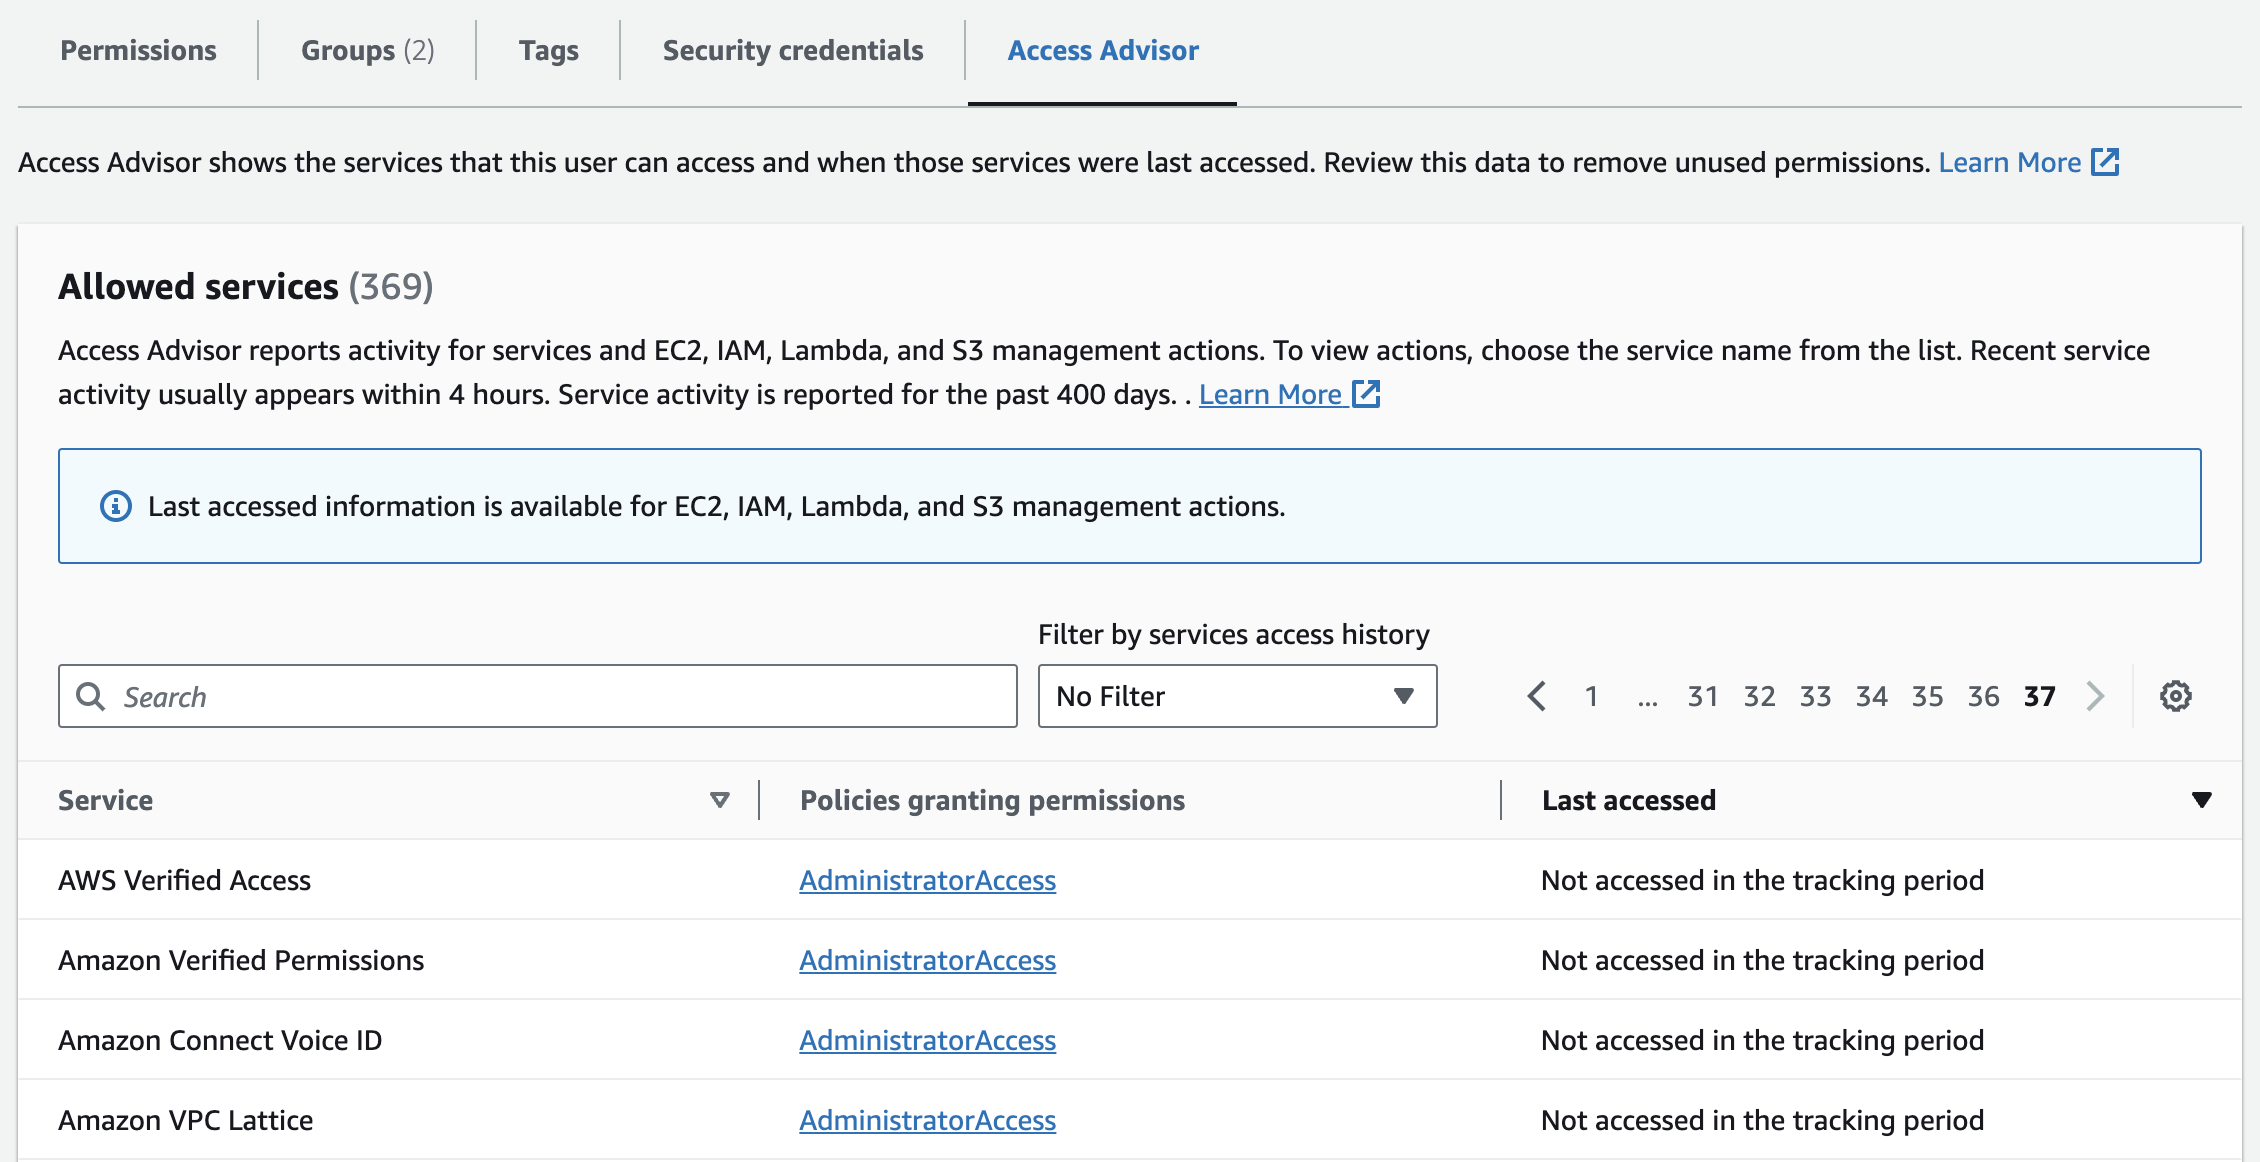 Permissions Groups (2) Tags Security credentials Access Advisor
Access Advisor shows the services that this user can access and when those services were last accessed. Review this data to remove unused permissions. Learn More
Allowed services (369)
Access Advisor reports activity for services and EC2, IAM, Lambda, and S3 management actions. To view actions, choose the service name from the list. Recent service
activity usually appears within 4 hours. Service activity is reported for the past 400 days. . Learn More
Last accessed information is available for EC2, IAM, Lambda, and S3 management actions.
Filter by services access history
Search No Filter 1 ... 31 32 33 34 35 36 37
Service Policies granting permissions Last accessed
AWS Verified Access AdministratorAccess Not accessed in the tracking period
Amazon Verified Permissions AdministratorAccess Not accessed in the tracking period
Amazon Connect Voice ID AdministratorAccess Not accessed in the tracking period
Amazon VPC Lattice AdministratorAccess Not accessed in the tracking period